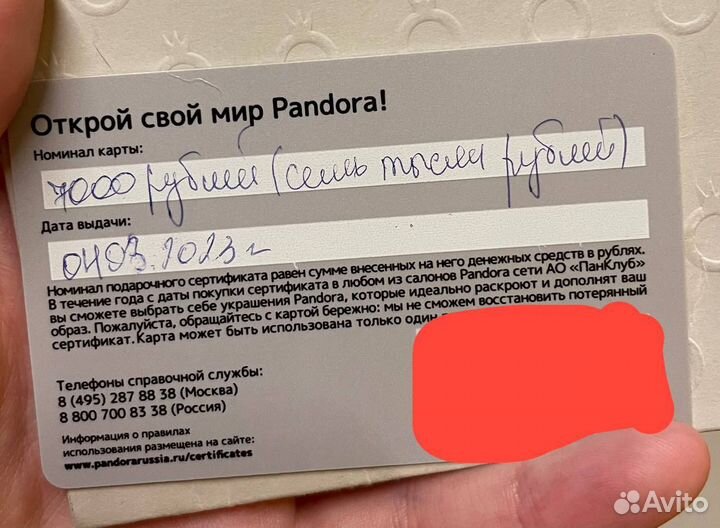 Открой свой мир Pandora!
Номинал карты:
7000 рублей (семь тысяч рублей)
Дата выдачи:
04.03.2023 г
Номинал подарочного сертификата равен сумме внесенных на него денежных средств в рублях.
В течение года с даты покупки сертификата в любом из салонов Pandora сети АО «ПанКлуб»
вы сможете выбрать себе украшения Pandora, которые идеально раскроют и дополнят ваш
образ. Пожалуйста, обращайтесь с картой бережно: мы не сможем восстановить потерянный
сертификат. Карта может быть использована только один
Телефоны справочной службы:
8 (495) 287 88 38 (Москва)
8 800 700 83 38 (Россия)
Информация о правилах
использования размещена на сайте:
www.pandorarussia.ru/certificates
Avito